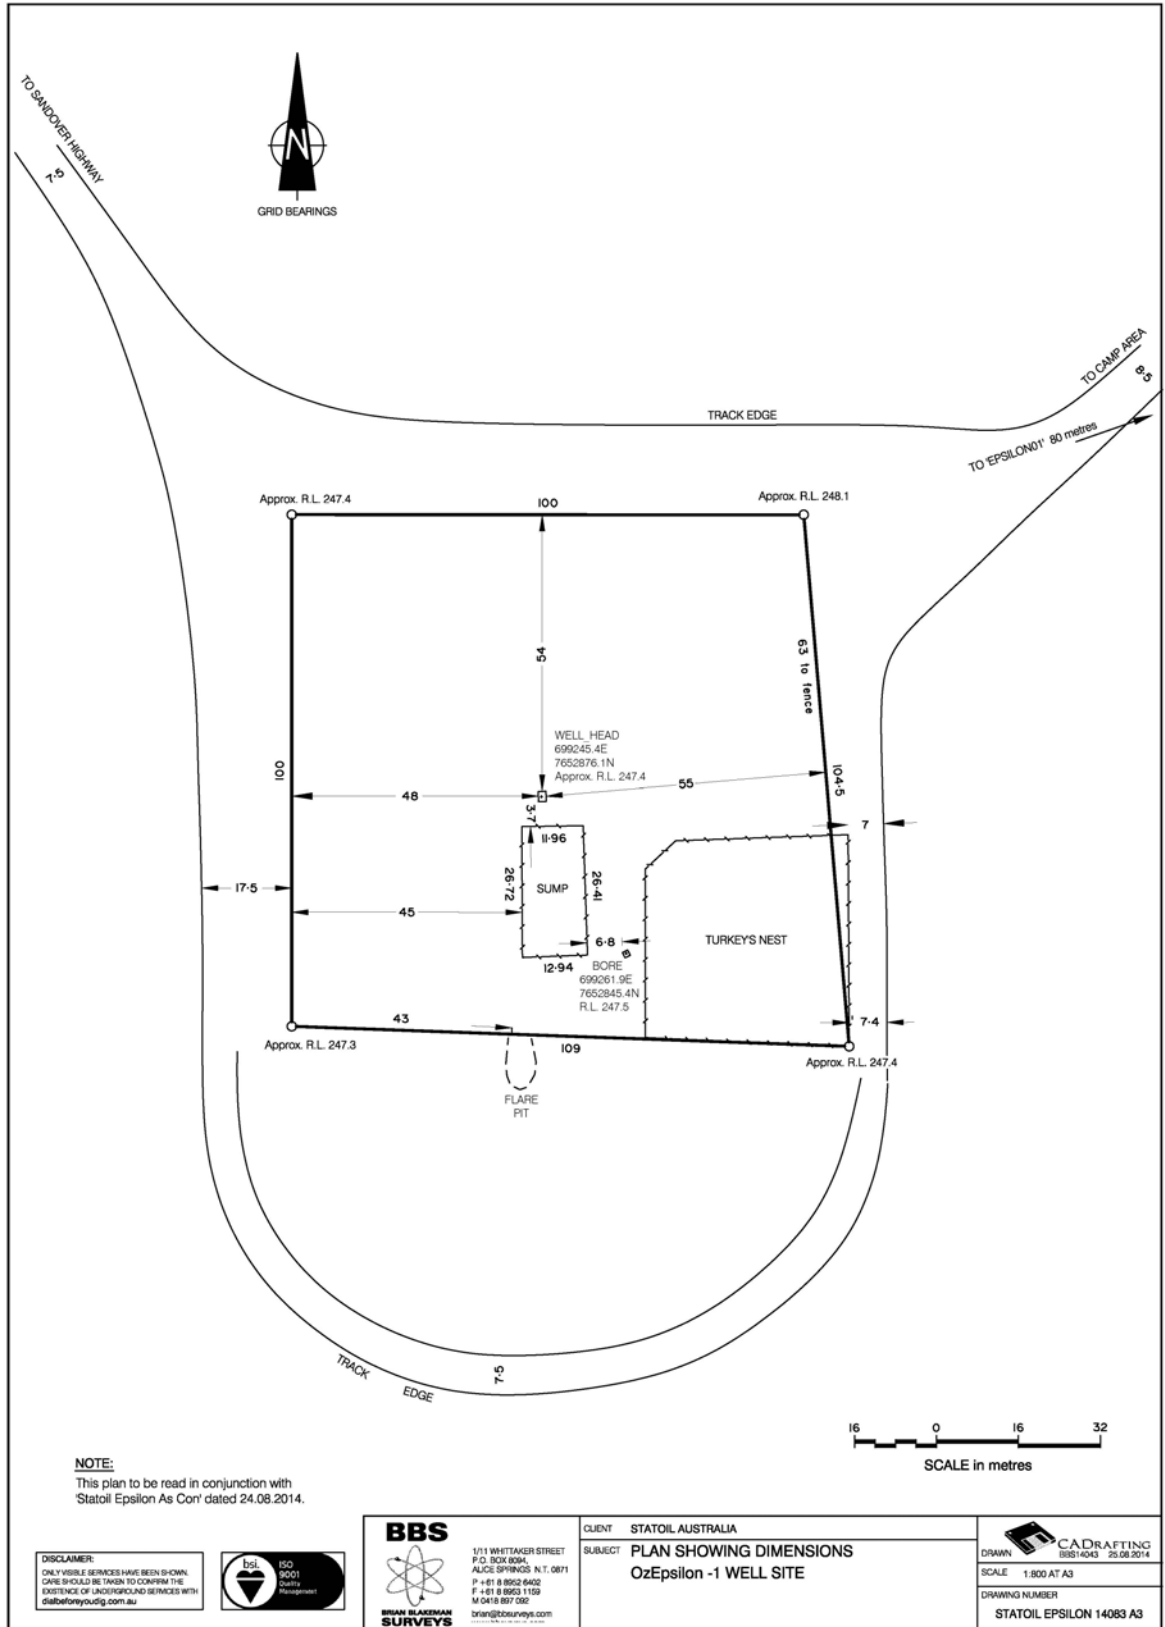 TO SANDOVER HIGHWAY
7·5
N
GRID BEARINGS
TO CAMP AREA
8·5
TRACK EDGE
TO 'EPSILON01' 80 metres
Approx. R.L. 247.4
100
Approx. R.L. 248.1
54
63 to fence
WELL_HEAD
699245.4E
7652876.1N
Approx. R.L. 247.4
100
48
55
104·5
3·7
7
11·96
17·5
26·72
SUMP
26·41
45
6·8
TURKEY'S NEST
12·94
BORE
699261.9E
7652845.4N
R.L. 247.5
43
7·4
Approx. R.L. 247.3
109
Approx. R.L. 247.4
FLARE
PIT
TRACK EDGE
7·5
16 0 16 32
SCALE in metres
NOTE:
This plan to be read in conjunction with
'Statoil Epsilon As Con' dated 24.08.2014.
DISCLAIMER:
ONLY VISIBLE SERVICES HAVE BEEN SHOWN.
CARE SHOULD BE TAKEN TO CONFIRM THE
EXISTENCE OF UNDERGROUND SERVICES WITH
dialbeforeyoudig.com.au
bsi.
ISO
9001
Quality
Management
BBS
BRIAN BLAKEMAN
SURVEYS
1/11 WHITTAKER STREET
P.O. BOX 8094,
ALICE SPRINGS N.T. 0871
P +61 8 8952 6402
F +61 8 8953 1159
M 0418 897 092
brian@bbsurveys.com
CLIENT STATOIL AUSTRALIA
SUBJECT PLAN SHOWING DIMENSIONS
OzEpsilon -1 WELL SITE
DRAWN CADRAFTING
BBS14043 25.08.2014
SCALE 1:800 AT A3
DRAWING NUMBER
STATOIL EPSILON 14083 A3